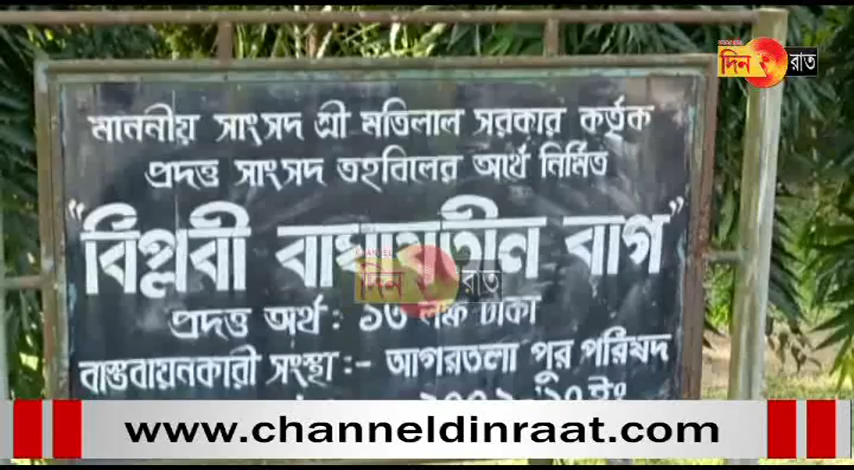 দিন রাত
মাননীয় সাংসদ শ্রী মতিলাল সরকার কর্তৃক
প্রদত্ত সাংসদ তহবিলের অর্থে নির্মিত
"বিপ্লবী বাঘাযতীন বাগ"
CHANNEL
দিন রাত
প্রদত্ত অর্থ : ১৩ লক্ষ টাকা
বাস্তবায়নকারী সংস্থা :- আগরতলা পুর পরিষদ
www.channeldinraat.com